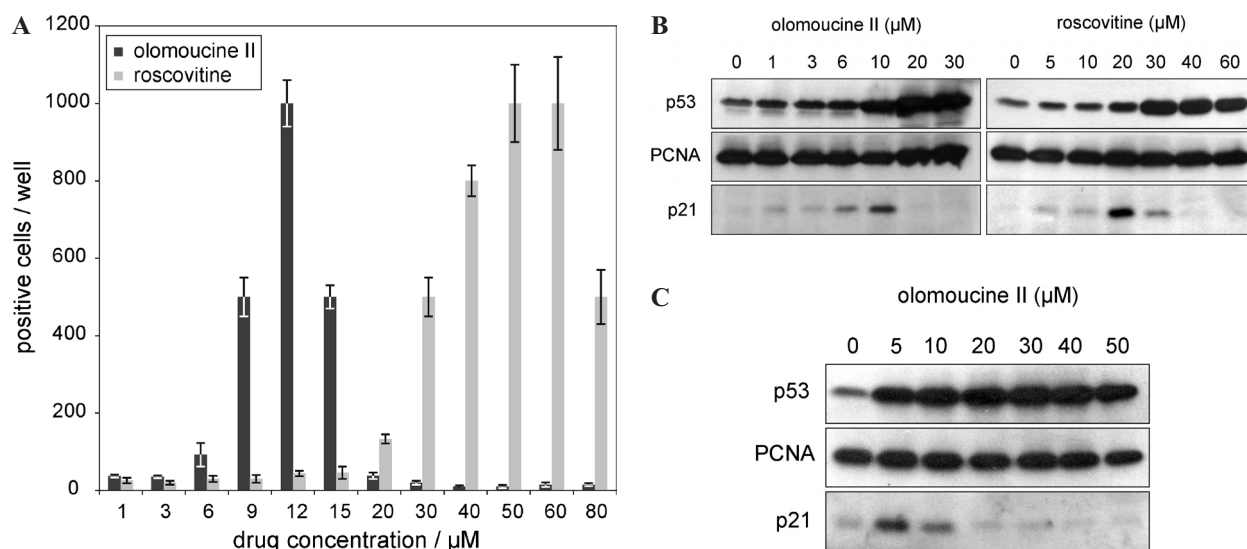 A
1200
1000
800
600
400
200
0
positive cells / well
olomoucine II
roscovitine
1 3 6 9 12 15 20 30 40 50 60 80
drug concentration / µM
B
olomoucine II (µM) roscovitine (µM)
0 1 3 6 10 20 30 0 5 10 20 30 40 60
p53
PCNA
p21
C
olomoucine II (µM)
0 5 10 20 30 40 50
p53
PCNA
p21